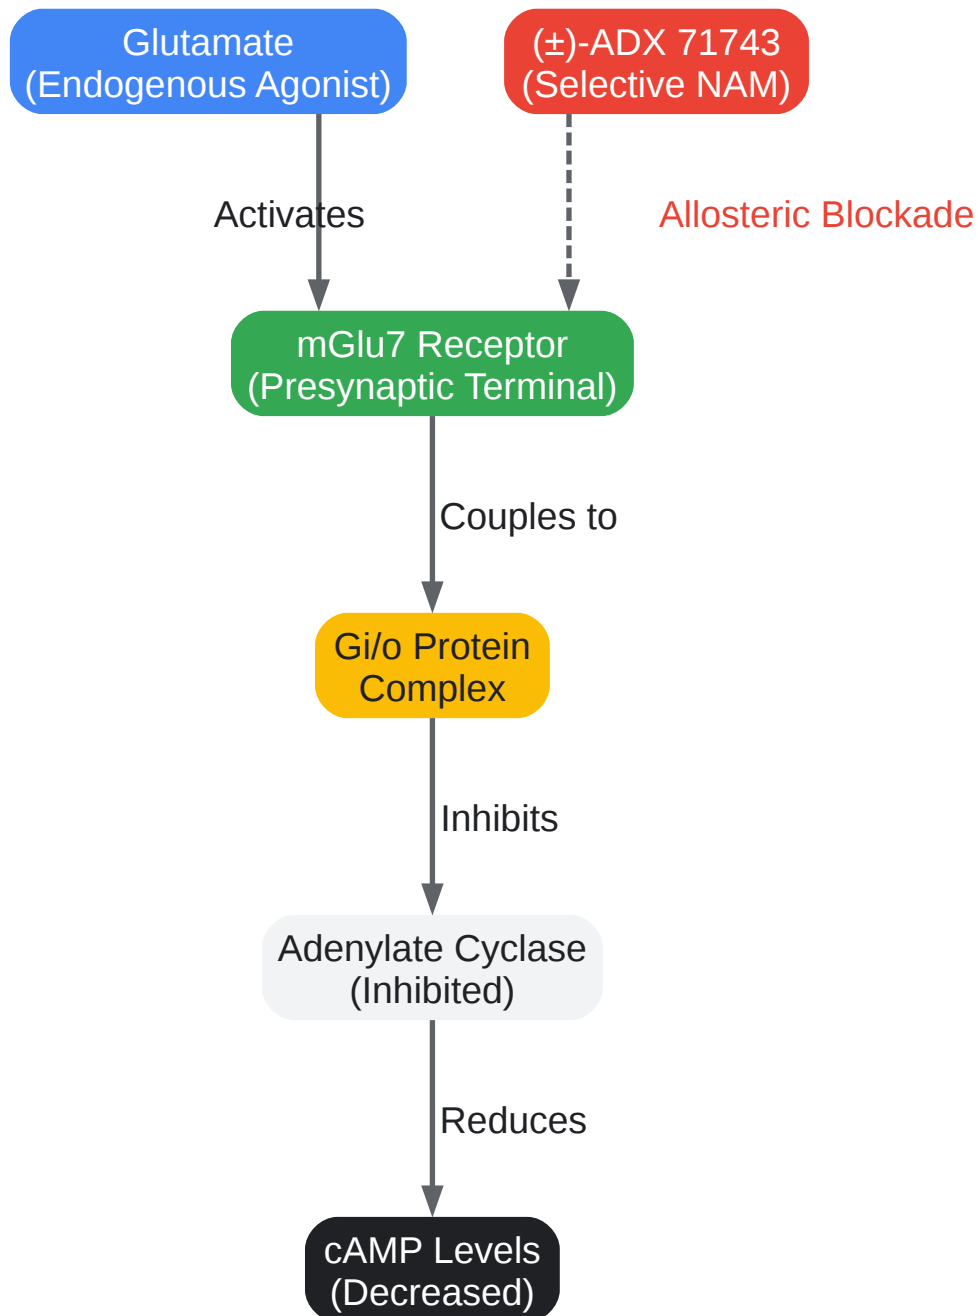 Glutamate
(Endogenous Agonist)
(±)-ADX 71743
(Selective NAM)
Activates
Allosteric Blockade
mGlu7 Receptor
(Presynaptic Terminal)
Couples to
Gi/o Protein
Complex
Inhibits
Adenylate Cyclase
(Inhibited)
Reduces
cAMP Levels
(Decreased)